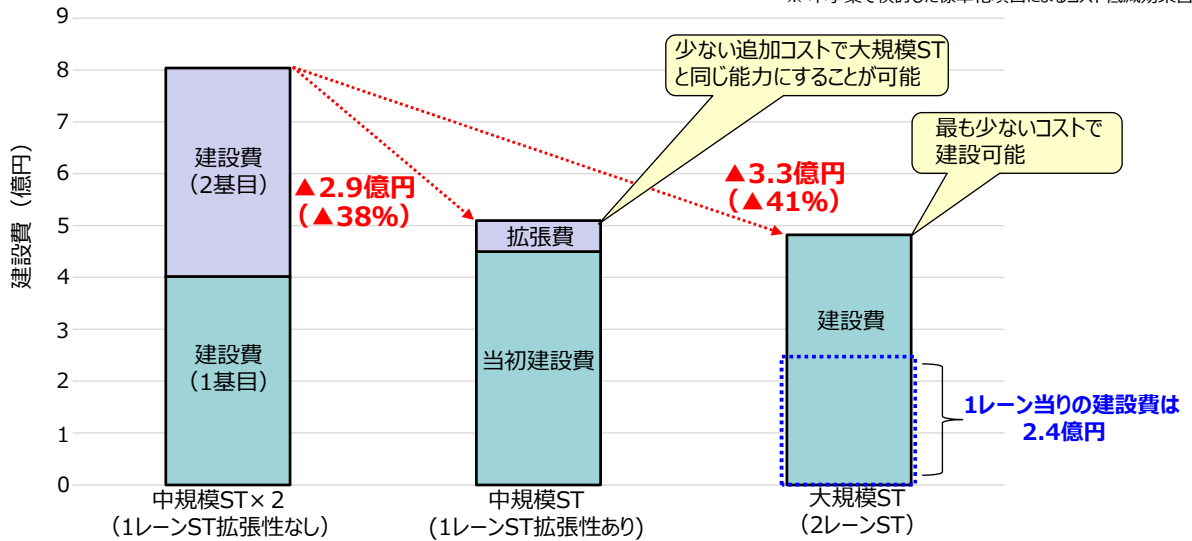 9
8
7
6
5
4
3
2
1
0
建設費（億円）
建設費
（2基目）
建設費
（1基目）
▲2.9億円
（▲38%）
少ない追加コストで大規模ST
と同じ能力にすることが可能
拡張費
当初建設費
▲3.3億円
（▲41%）
最も少ないコストで
建設可能
建設費
1レーン当りの建設費は
2.4億円
中規模ST×２
（1レーンST拡張性なし）
中規模ST
(1レーンST拡張性あり)
大規模ST
（2レーンST）